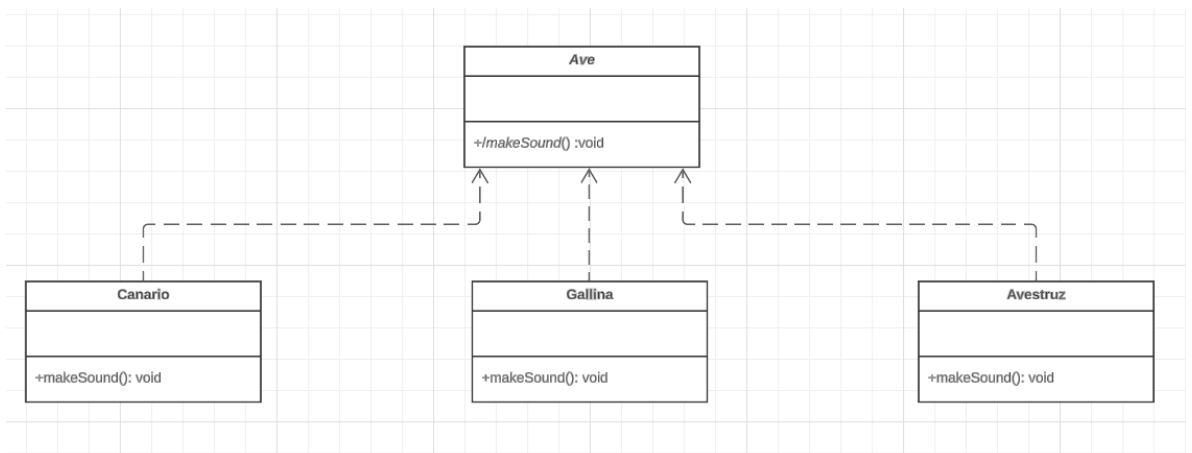 Ave
+/makeSound() :void
Canario
+makeSound(): void
Gallina
+makeSound(): void
Avestruz
+makeSound(): void